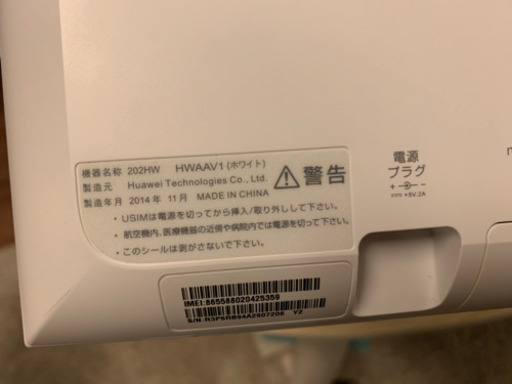 機器名称 202HW HWAAV1 (ホワイト)
製造元 Huawei Technologies Co., Ltd.
製造年月 2014年 11月 MADE IN CHINA
⚠ 警告
・USIMは電源を切ってから挿入/取り外しして下さい。
・航空機内、医療機器の近傍や病院内では電源を切って下さい。
・このシールは剥がさないで下さい。
電源
プラグ
+5V⎓2A
IMEI:865588020425359